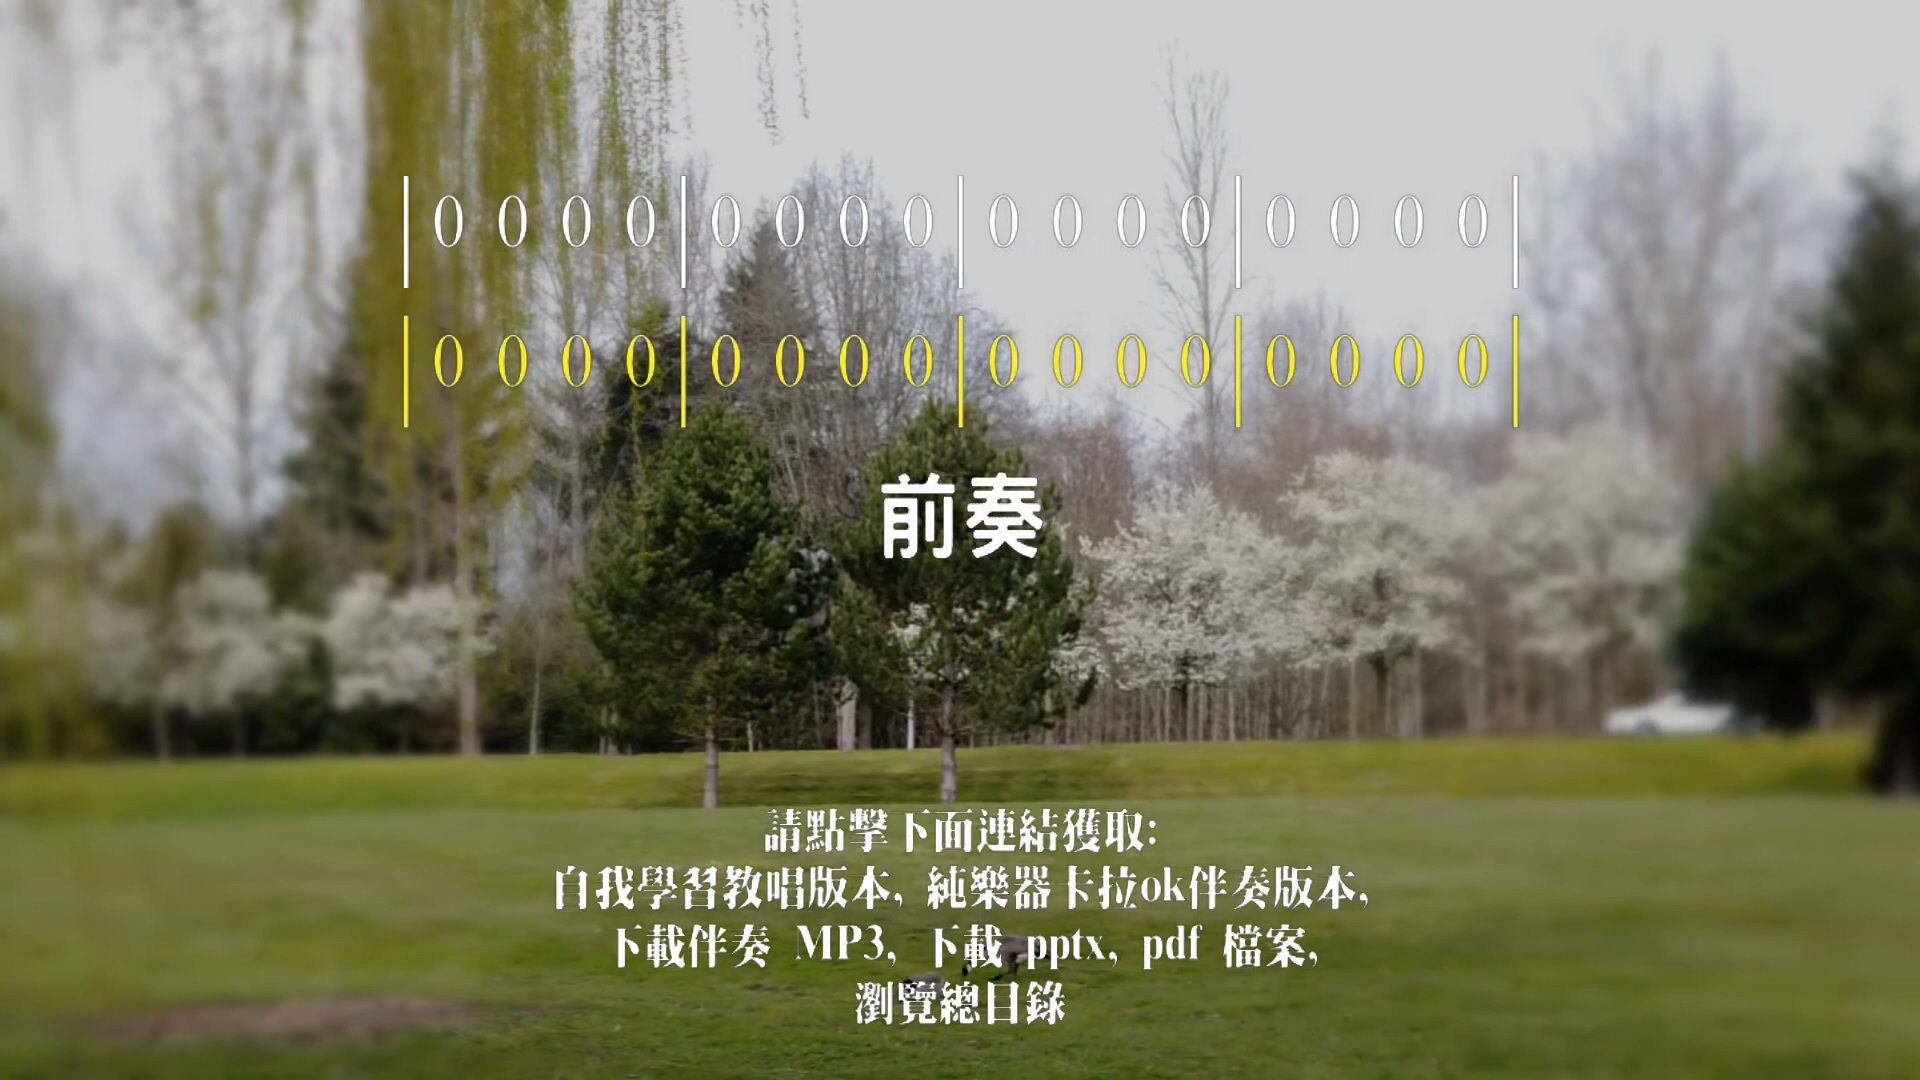 | 0 0 0 0 | 0 0 0 0 | 0 0 0 0 | 0 0 0 0 |
| 0 0 0 0 | 0 0 0 0 | 0 0 0 0 | 0 0 0 0 |
前奏
請點擊下面連結獲取:
自我學習教唱版本, 純樂器卡拉ok伴奏版本,
下載伴奏 MP3, 下載 pptx, pdf 檔案,
瀏覽總目錄